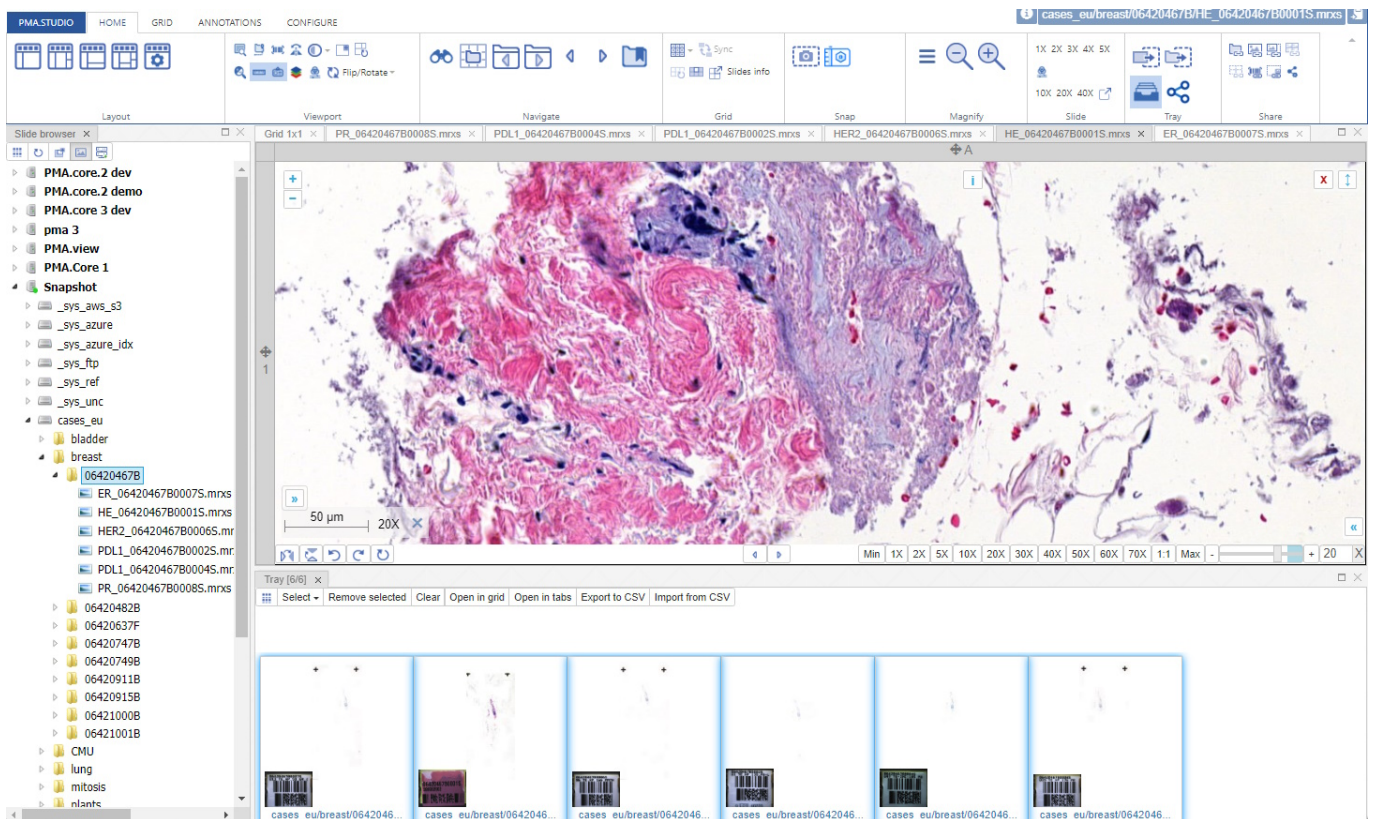 PMA.STUDIO HOME GRID ANNOTATIONS CONFIGURE
cases_eu/breast/06420467B/HE_06420467B0001S.mrxs
Flip/Rotate
Sync
Slides info
1X 2X 3X 4X 5X
10X 20X 40X
Layout Viewport Navigate Grid Snap Magnify Slide Tray Share
Slide browser
Grid 1x1 PR_06420467B0008S.mrxs PDL1_06420467B0004S.mrxs PDL1_06420467B0002S.mrxs HER2_06420467B0006S.mrxs HE_06420467B0001S.mrxs ER_06420467B0007S.mrxs
A
1
PMA.core.2 dev
PMA.core.2 demo
PMA.core 3 dev
pma 3
PMA.view
PMA.Core 1
Snapshot
_sys_aws_s3
_sys_azure
_sys_azure_idx
_sys_ftp
_sys_ref
_sys_unc
cases_eu
bladder
breast
06420467B
ER_06420467B0007S.mrxs
HE_06420467B0001S.mrxs
HER2_06420467B0006S.mr
PDL1_06420467B0002S.mr
PDL1_06420467B0004S.mr
PR_06420467B0008S.mrxs
06420482B
06420637F
06420747B
06420749B
06420911B
06420915B
06421000B
06421001B
CMU
lung
mitosis
plants
+
-
i
X
»
«
50 µm 20X
Min 1X 2X 5X 10X 20X 30X 40X 50X 60X 70X 1:1 Max - + 20 X
Tray [6/6]
Select Remove selected Clear Open in grid Open in tabs Export to CSV Import from CSV
cases_eu/breast/0642046... cases_eu/breast/0642046... cases_eu/breast/0642046... cases_eu/breast/0642046... cases_eu/breast/0642046... cases_eu/breast/0642046...